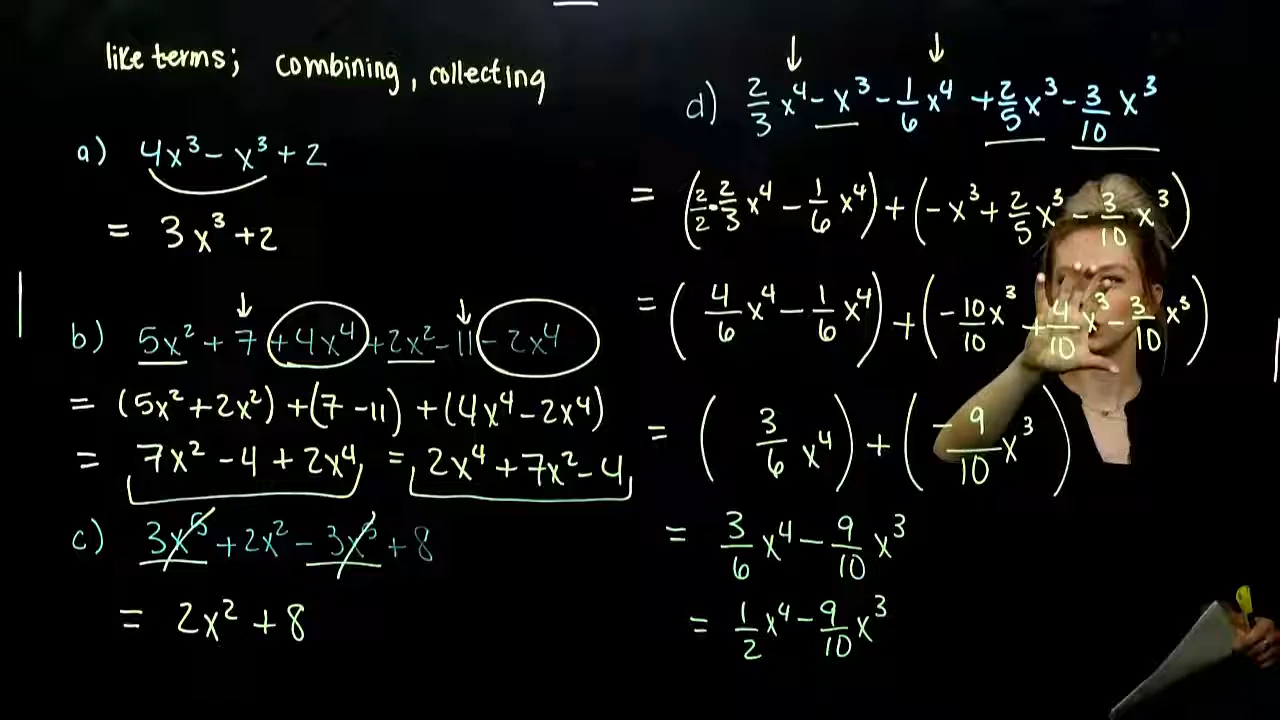 like terms; combining, collecting
a) 4x³ - x³ + 2
= 3x³ + 2
b) 5x² + 7 + 4x⁴ + 2x² - 11 - 2x⁴
= (5x² + 2x²) + (7 - 11) + (4x⁴ - 2x⁴)
= 7x² - 4 + 2x⁴ = 2x⁴ + 7x² - 4
c) 3x⁵ + 2x² - 3x⁵ + 8
= 2x² + 8
d) 2/3 x⁴ - x³ - 1/6 x⁴ + 2/5 x³ - 3/10 x³
= (2/2 · 2/3 x⁴ - 1/6 x⁴) + (-x³ + 2/5 x³ - 3/10 x³)
= (4/6 x⁴ - 1/6 x⁴) + (-10/10 x³ + 4/10 x³ - 3/10 x³)
= (3/6 x⁴) + (-9/10 x³)
= 3/6 x⁴ - 9/10 x³
= 1/2 x⁴ - 9/10 x³